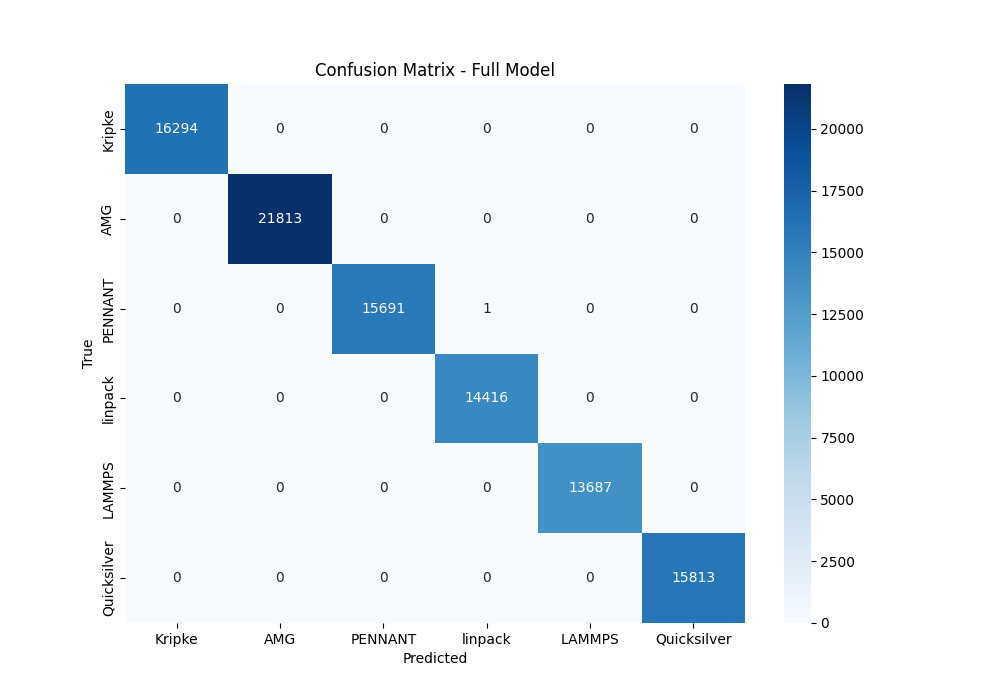 Confusion Matrix - Full Model
True
Kripke 16294 0 0 0 0 0
AMG 0 21813 0 0 0 0
PENNANT 0 0 15691 1 0 0
linpack 0 0 0 14416 0 0
LAMMPS 0 0 0 0 13687 0
Quicksilver 0 0 0 0 0 15813
Kripke AMG PENNANT linpack LAMMPS Quicksilver
Predicted
20000
17500
15000
12500
10000
7500
5000
2500
0